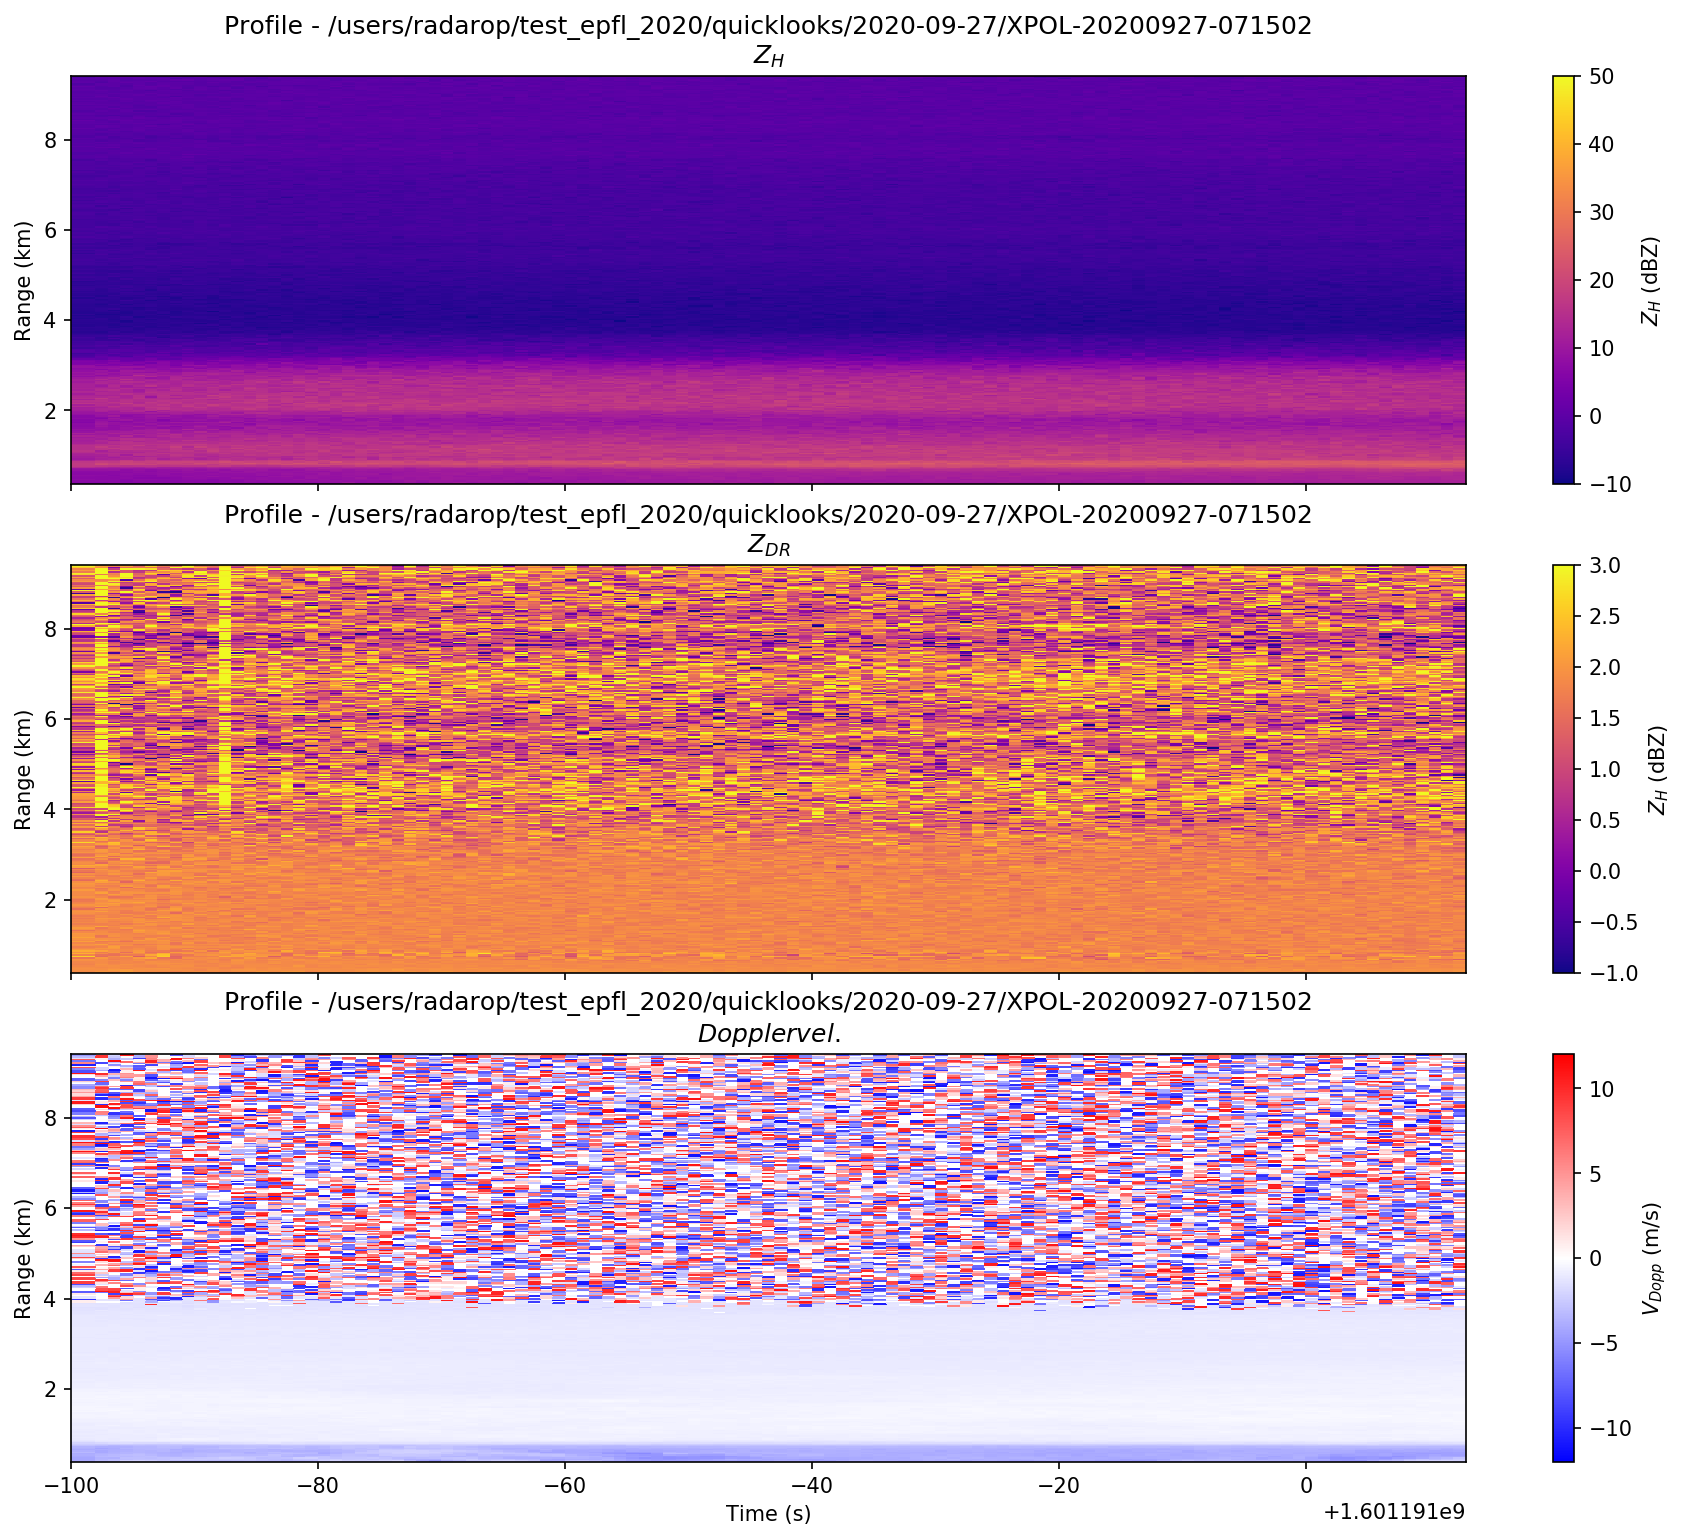 Profile - /users/radarop/test_epfl_2020/quicklooks/2020-09-27/XPOL-20200927-071502
Z_H
Range (km)
8
6
4
2
50
40
30
20
10
0
−10
Z_H (dBZ)
Profile - /users/radarop/test_epfl_2020/quicklooks/2020-09-27/XPOL-20200927-071502
Z_DR
Range (km)
8
6
4
2
3.0
2.5
2.0
1.5
1.0
0.5
0.0
−0.5
−1.0
Z_H (dBZ)
Profile - /users/radarop/test_epfl_2020/quicklooks/2020-09-27/XPOL-20200927-071502
Dopplervel.
Range (km)
8
6
4
2
10
5
0
−5
−10
V_Dopp (m/s)
−100 −80 −60 −40 −20 0
Time (s)
+1.601191e9